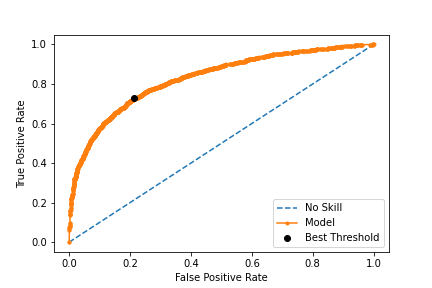 1.0
0.8
0.6
0.4
0.2
0.0
True Positive Rate
0.0 0.2 0.4 0.6 0.8 1.0
False Positive Rate
No Skill
Model
Best Threshold